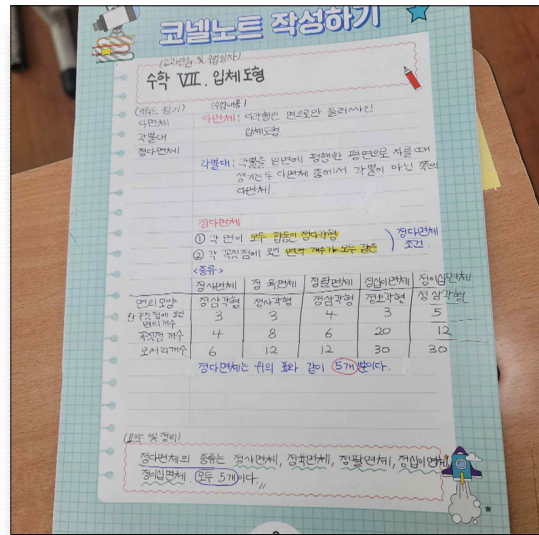 코넬노트 작성하기
(교과단원 및 수업일자)
수학 Ⅶ. 입체도형
(키워드 필기)
다면체
각뿔대
정다면체
(수업내용)
다면체: 다각형인 면으로만 둘러싸인
입체도형
각뿔대: 각뿔을 밑면에 평행한 평면으로 자를 때
생기는 두 다면체 중에서 각뿔이 아닌 쪽의
다면체.
정다면체
① 각 면이 모두 합동인 정다각형
② 각 꼭짓점에 모인 면의 개수가 모두 같음
정다면체
조건.
<종류>
정사면체 정육면체 정팔면체 정십이면체 정이십면체
면의 모양 정삼각형 정사각형 정삼각형 정오각형 정삼각형
한 꼭짓점에 모인
면의 개수 3 3 4 3 5
꼭짓점 개수 4 8 6 20 12
모서리 개수 6 12 12 30 30
정다면체는 위의 표와 같이 5개뿐이다.
(요약 및 정리)
정다면체의 종류는 정사면체, 정육면체, 정팔면체, 정십이면체,
정이십면체. 모두 5개이다.